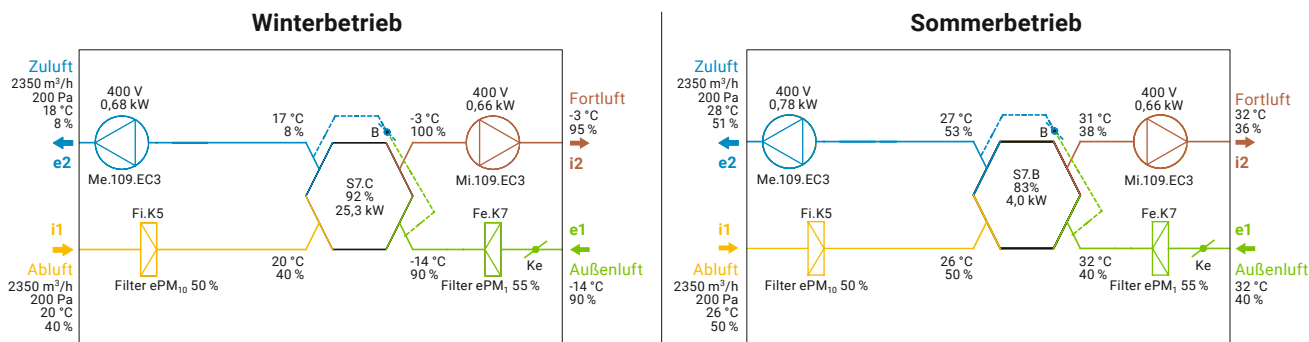 Winterbetrieb
Zuluft
2350 m³/h
200 Pa
18 °C
8 %
e2
400 V
0,68 kW
Me.109.EC3
17 °C
8 %
B
-3 °C
100 %
400 V
0,66 kW
Mi.109.EC3
Fortluft
-3 °C
95 %
i2
S7.C
92 %
25,3 kW
i1
Abluft
2350 m³/h
200 Pa
20 °C
40 %
Fi.K5
Filter ePM₁₀ 50 %
20 °C
40 %
-14 °C
90 %
Fe.K7
Filter ePM₁ 55 %
Ke
e1
Außenluft
-14 °C
90 %
Sommerbetrieb
Zuluft
2350 m³/h
200 Pa
28 °C
51 %
e2
400 V
0,78 kW
Me.109.EC3
27 °C
53 %
B
31 °C
38 %
400 V
0,66 kW
Mi.109.EC3
Fortluft
32 °C
36 %
i2
S7.B
83%
4,0 kW
i1
Abluft
2350 m³/h
200 Pa
26 °C
50 %
Fi.K5
Filter ePM₁₀ 50 %
26 °C
50 %
32 °C
40 %
Fe.K7
Filter ePM₁ 55 %
Ke
e1
Außenluft
32 °C
40 %